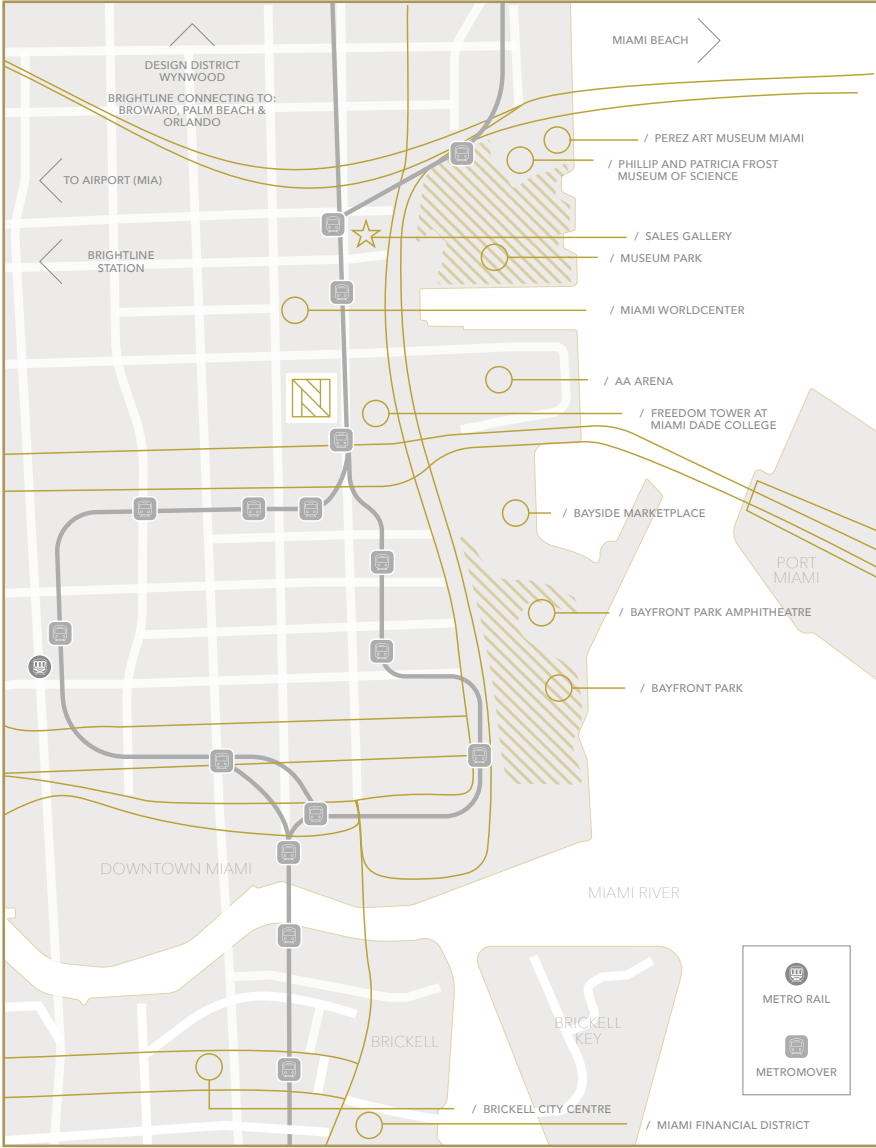 MIAMI BEACH
DESIGN DISTRICT
WYNWOOD
BRIGHTLINE CONNECTING TO:
BROWARD, PALM BEACH &
ORLANDO
/ PEREZ ART MUSEUM MIAMI
/ PHILLIP AND PATRICIA FROST
MUSEUM OF SCIENCE
TO AIRPORT (MIA)
/ SALES GALLERY
BRIGHTLINE
STATION
/ MUSEUM PARK
/ MIAMI WORLDCENTER
/ AA ARENA
/ FREEDOM TOWER AT
MIAMI DADE COLLEGE
/ BAYSIDE MARKETPLACE
PORT
MIAMI
/ BAYFRONT PARK AMPHITHEATRE
/ BAYFRONT PARK
DOWNTOWN MIAMI
MIAMI RIVER
METRO RAIL
BRICKELL
BRICKELL
KEY
METROMOVER
/ BRICKELL CITY CENTRE
/ MIAMI FINANCIAL DISTRICT